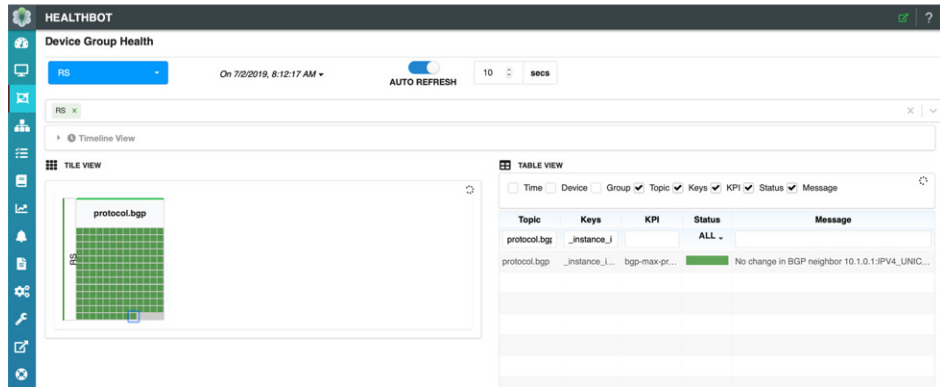 HEALTHBOT
?
Device Group Health
RS
On 7/2/2019, 8:12:17 AM
AUTO REFRESH
10
secs
RS ×
Timeline View
TILE VIEW
TABLE VIEW
Time Device Group Topic Keys KPI Status Message
protocol.bgp
RS
Topic Keys KPI Status Message
protocol.bg _instance_i ALL
protocol.bgp _instance_i... bgp-max-pr... No change in BGP neighbor 10.1.0.1:IPV4_UNIC...